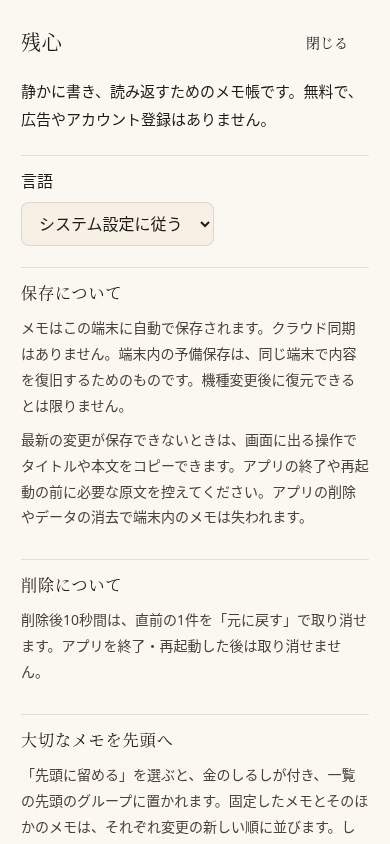 残心
閉じる
静かに書き、読み返すためのメモ帳です。無料で、
広告やアカウント登録はありません。
言語
システム設定に従う
保存について
メモはこの端末に自動で保存されます。クラウド同期
はありません。端末内の予備保存は、同じ端末で内容
を復旧するためのものです。機種変更後に復元できる
とは限りません。
最新の変更が保存できないときは、画面に出る操作で
タイトルや本文をコピーできます。アプリの終了や再起
動の前に必要な原文を控えてください。アプリの削除
やデータの消去で端末内のメモは失われます。
削除について
削除後10秒間は、直前の1件を「元に戻す」で取り消せ
ます。アプリを終了・再起動した後は取り消せませ
ん。
大切なメモを先頭へ
「先頭に留める」を選ぶと、金のしるしが付き、一覧
の先頭のグループに置かれます。固定したメモとそのほ
かのメモは、それぞれ変更の新しい順に並びます。し